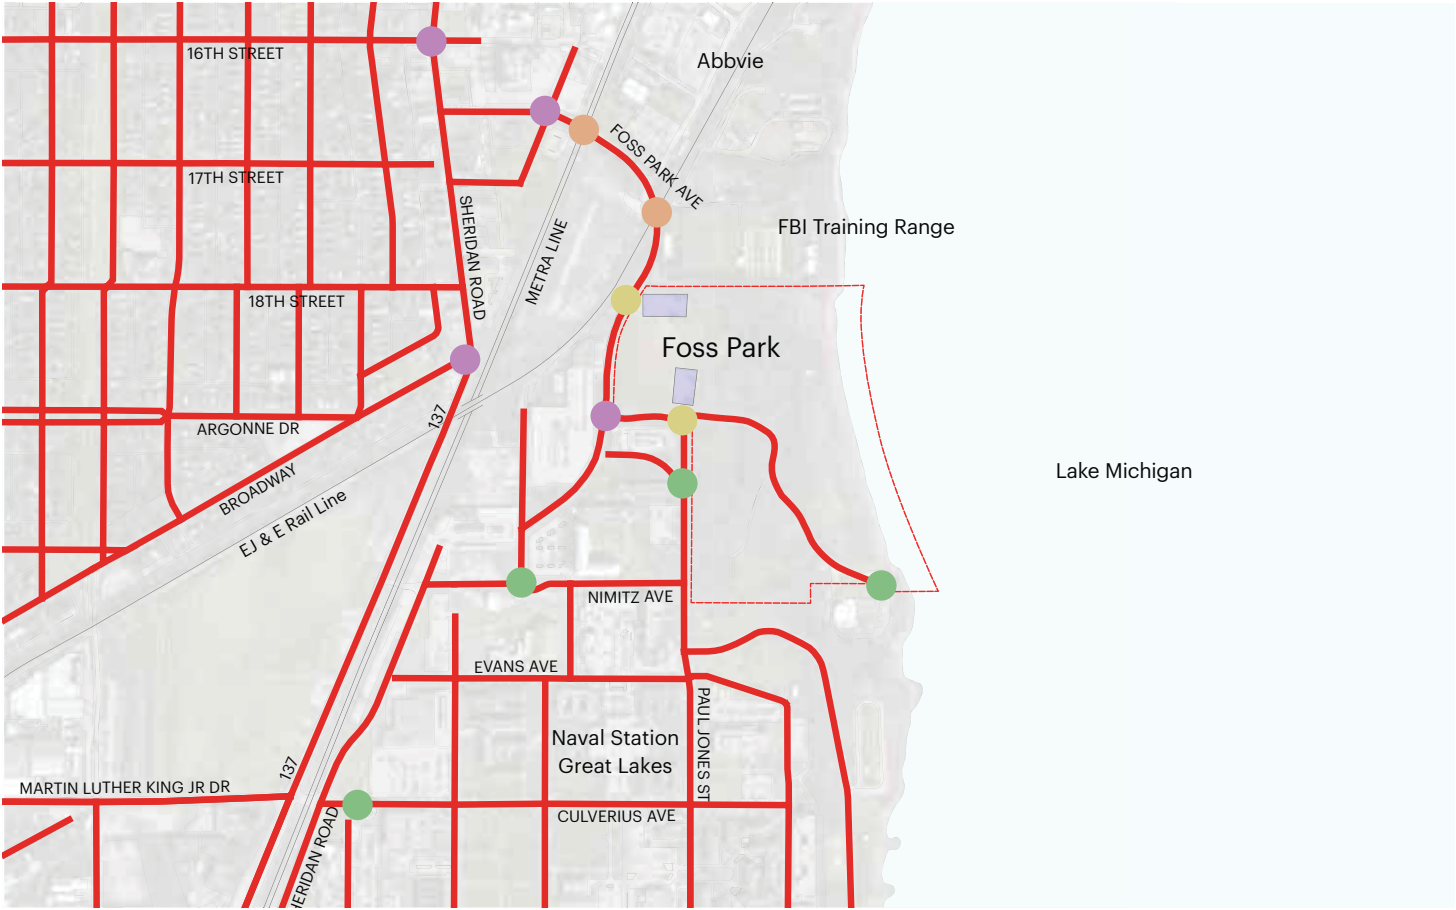 16TH STREET
Abbvie
FOSS PARK AVE
17TH STREET
SHERIDAN ROAD
METRA LINE
FBI Training Range
18TH STREET
Foss Park
137
ARGONNE DR
BROADWAY
EJ & E Rail Line
Lake Michigan
NIMITZ AVE
EVANS AVE
PAUL JONES ST
Naval Station
Great Lakes
137
MARTIN LUTHER KING JR DR
CULVERIUS AVE
HERIDAN ROAD